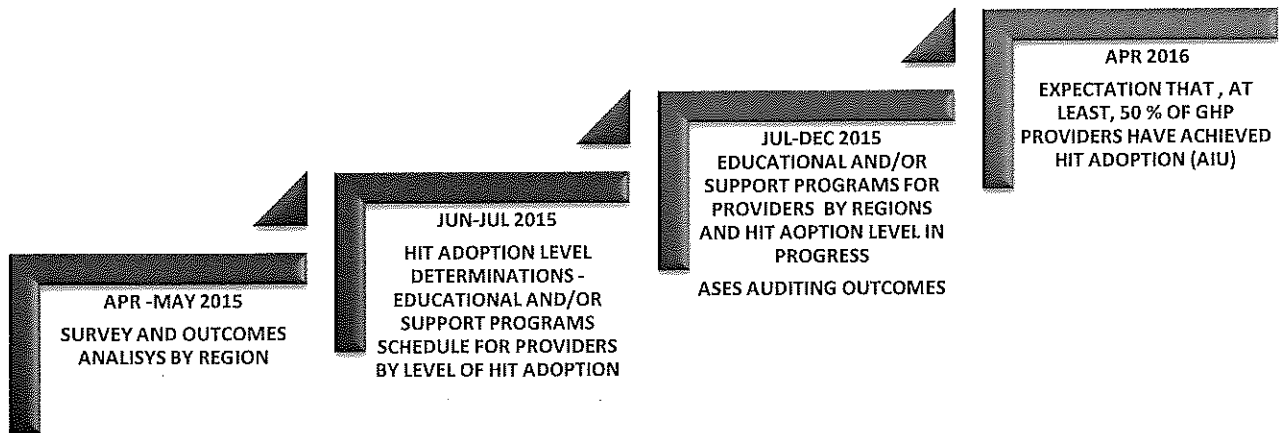 APR -MAY 2015
SURVEY AND OUTCOMES
ANALISYS BY REGION
JUN-JUL 2015
HIT ADOPTION LEVEL
DETERMINATIONS -
EDUCATIONAL AND/OR
SUPPORT PROGRAMS
SCHEDULE FOR PROVIDERS
BY LEVEL OF HIT ADOPTION
JUL-DEC 2015
EDUCATIONAL AND/OR
SUPPORT PROGRAMS FOR
PROVIDERS BY REGIONS
AND HIT AOPTION LEVEL IN
PROGRESS
ASES AUDITING OUTCOMES
APR 2016
EXPECTATION THAT , AT
LEAST, 50 % OF GHP
PROVIDERS HAVE ACHIEVED
HIT ADOPTION (AIU)